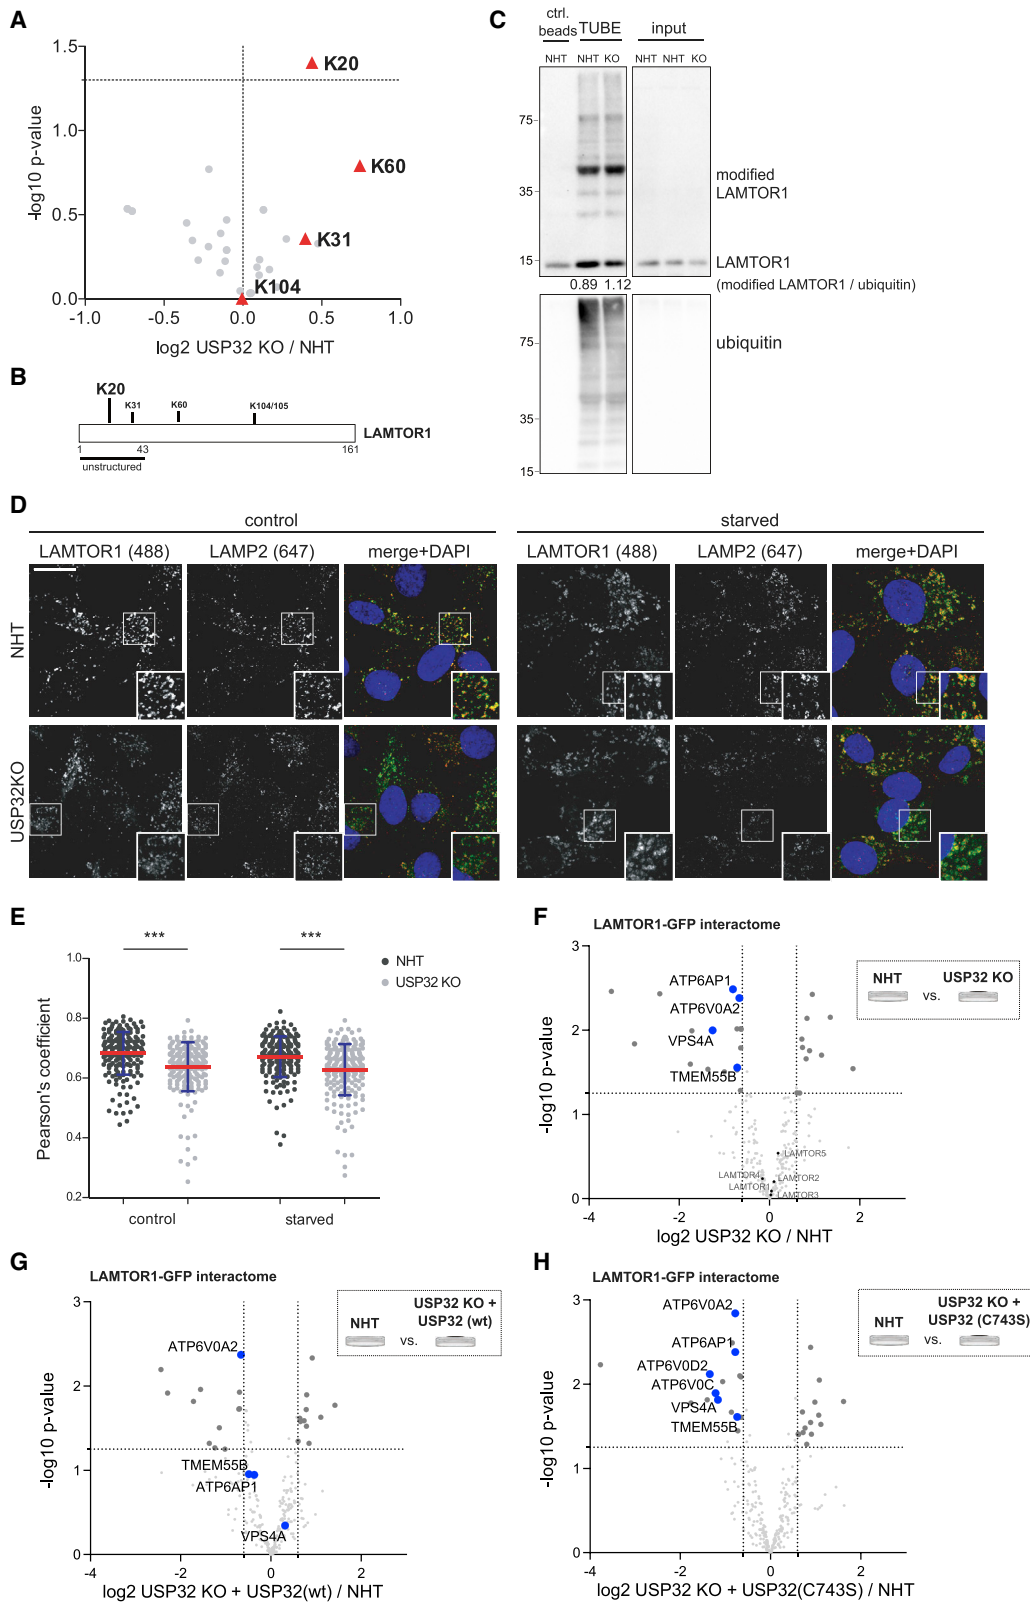 A
1.5
1.0
0.5
0.0
-1.0
-0.5
0.0
0.5
1.0
-log10 p-value
log2 USP32 KO / NHT
K20
K60
K31
K104
B
K20
K31
K60
K104/105
LAMTOR1
1
43
161
unstructured
C
ctrl. beads
TUBE
input
NHT
NHT
KO
NHT
NHT
KO
75
35
15
modified LAMTOR1
LAMTOR1
0.89
1.12
(modified LAMTOR1 / ubiquitin)
ubiquitin
75
35
15
D
control
starved
LAMTOR1 (488)
LAMP2 (647)
merge+DAPI
LAMTOR1 (488)
LAMP2 (647)
merge+DAPI
NHT
USP32KO
E
***
***
NHT
USP32 KO
1.0
0.8
0.6
0.4
0.2
Pearson's coefficient
control
starved
F
LAMTOR1-GFP interactome
NHT
vs.
USP32 KO
3
2
1
0
-4
-2
0
2
-log10 p-value
log2 USP32 KO / NHT
ATP6AP1
ATP6V0A2
VPS4A
TMEM55B
LAMTOR5
LAMTOR4
LAMTOR2
LAMTOR1
LAMTOR3
G
LAMTOR1-GFP interactome
NHT
vs.
USP32 KO +
USP32 (wt)
3
2
1
0
-4
-2
0
2
-log10 p-value
log2 USP32 KO + USP32(wt) / NHT
ATP6V0A2
TMEM55B
ATP6AP1
VPS4A
H
LAMTOR1-GFP interactome
NHT
vs.
USP32 KO +
USP32 (C743S)
3
2
1
0
-4
-2
0
2
-log10 p-value
log2 USP32 KO + USP32(C743S) / NHT
ATP6V0A2
ATP6AP1
ATP6V0D2
ATP6V0C
VPS4A
TMEM55B